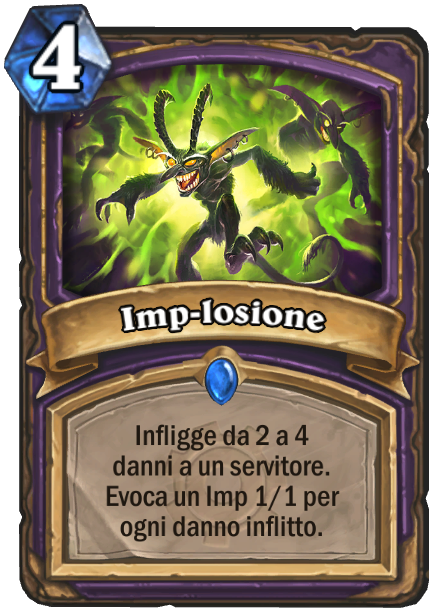 4
Imp-losione
Infligge da 2 a 4
danni a un servitore.
Evoca un Imp 1/1 per
ogni danno inflitto.